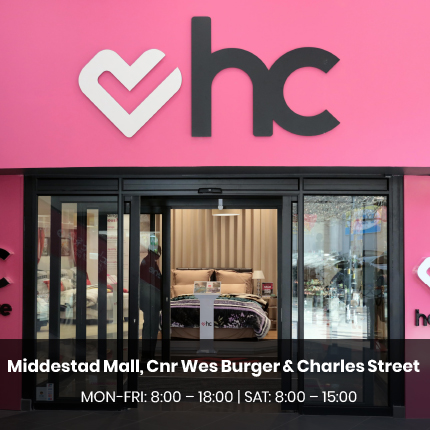 hc
Middestad Mall, Cnr Wes Burger & Charles Street
MON-FRI: 8:00 – 18:00 | SAT: 8:00 – 15:00